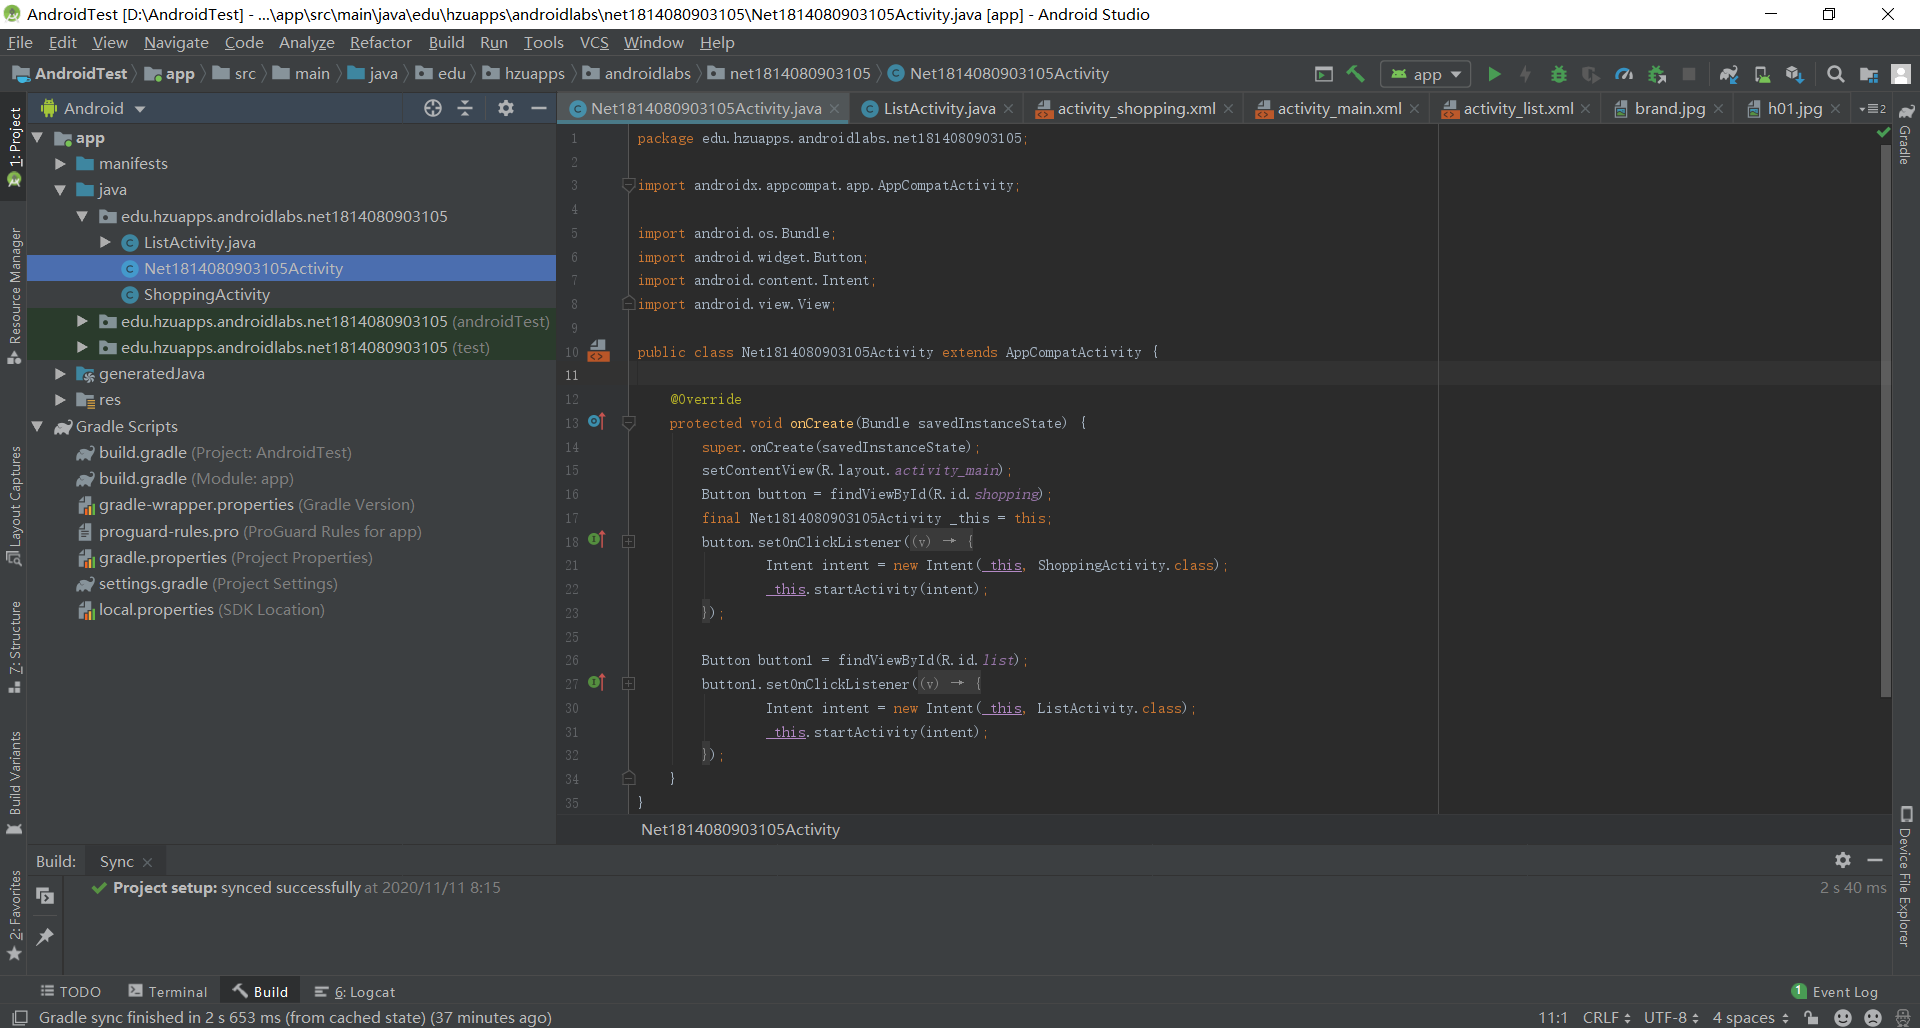 AndroidTest [D:\AndroidTest] - ...\app\src\main\java\edu\hzuapps\androidlabs\net1814080903105\Net1814080903105Activity.java [app] - Android Studio
File Edit View Navigate Code Analyze Refactor Build Run Tools VCS Window Help
AndroidTest app src main java edu hzuapps androidlabs net1814080903105 Net1814080903105Activity app
Android
Net1814080903105Activity.java ListActivity.java activity_shopping.xml activity_main.xml activity_list.xml brand.jpg h01.jpg 2
1: Project
Resource Manager
Layout Captures
7: Structure
Build Variants
2: Favorites
app
manifests
java
edu.hzuapps.androidlabs.net1814080903105
ListActivity.java
Net1814080903105Activity
ShoppingActivity
edu.hzuapps.androidlabs.net1814080903105 (androidTest)
edu.hzuapps.androidlabs.net1814080903105 (test)
generatedJava
res
Gradle Scripts
build.gradle (Project: AndroidTest)
build.gradle (Module: app)
gradle-wrapper.properties (Gradle Version)
proguard-rules.pro (ProGuard Rules for app)
gradle.properties (Project Properties)
settings.gradle (Project Settings)
local.properties (SDK Location)
1 package edu.hzuapps.androidlabs.net1814080903105;
2
3 import androidx.appcompat.app.AppCompatActivity;
4
5 import android.os.Bundle;
6 import android.widget.Button;
7 import android.content.Intent;
8 import android.view.View;
9
10 public class Net1814080903105Activity extends AppCompatActivity {
11
12 @Override
13 protected void onCreate(Bundle savedInstanceState) {
14 super.onCreate(savedInstanceState);
15 setContentView(R.layout.activity_main);
16 Button button = findViewById(R.id.shopping);
17 final Net1814080903105Activity _this = this;
18 button.setOnClickListener((v) → {
21 Intent intent = new Intent(_this, ShoppingActivity.class);
22 _this.startActivity(intent);
23 });
25
26 Button button1 = findViewById(R.id.list);
27 button1.setOnClickListener((v) → {
30 Intent intent = new Intent(_this, ListActivity.class);
31 _this.startActivity(intent);
32 });
34 }
35 }
Net1814080903105Activity
Gradle
Device File Explorer
Build: Sync
Project setup: synced successfully at 2020/11/11 8:15 2 s 40 ms
TODO Terminal Build 6: Logcat 1 Event Log
Gradle sync finished in 2 s 653 ms (from cached state) (37 minutes ago) 11:1 CRLF UTF-8 4 spaces